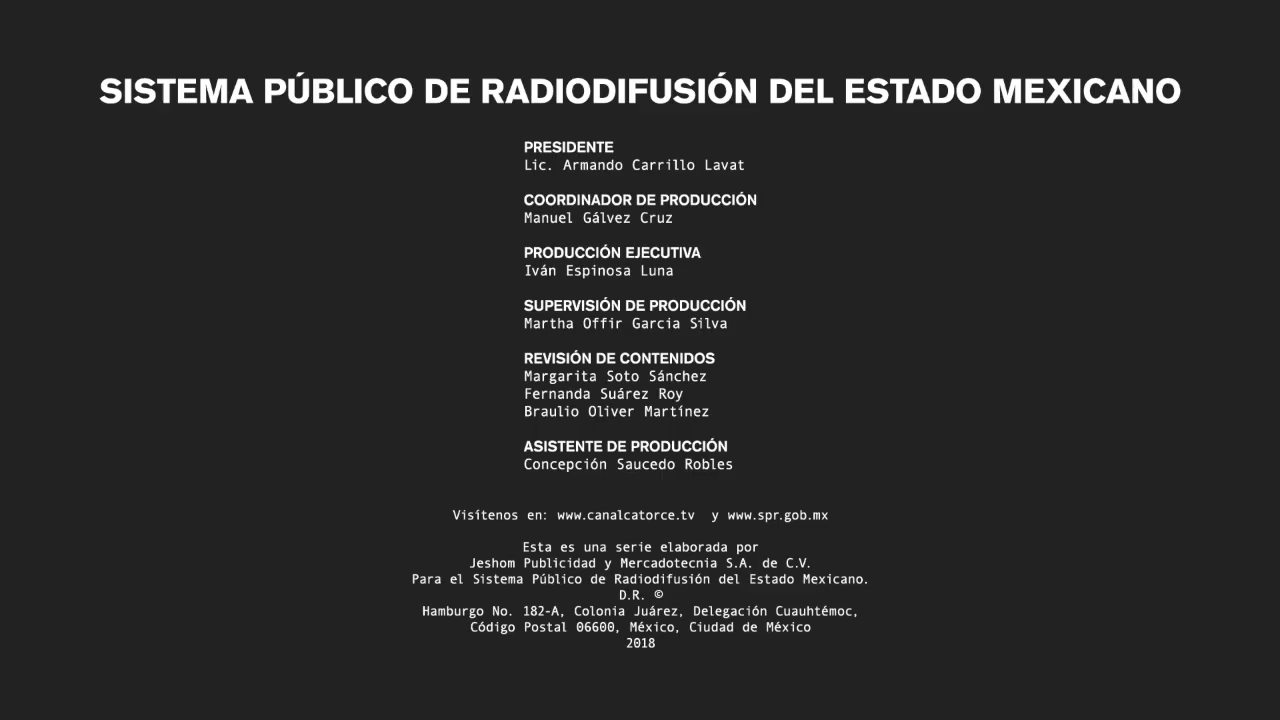 SISTEMA PÚBLICO DE RADIODIFUSIÓN DEL ESTADO MEXICANO
PRESIDENTE
Lic. Armando Carrillo Lavat
COORDINADOR DE PRODUCCIÓN
Manuel Gálvez Cruz
PRODUCCIÓN EJECUTIVA
Iván Espinosa Luna
SUPERVISIÓN DE PRODUCCIÓN
Martha Offir Garcia Silva
REVISIÓN DE CONTENIDOS
Margarita Soto Sánchez
Fernanda Suárez Roy
Braulio Oliver Martínez
ASISTENTE DE PRODUCCIÓN
Concepción Saucedo Robles
Visítenos en: www.canalcatorce.tv y www.spr.gob.mx
Esta es una serie elaborada por
Jeshom Publicidad y Mercadotecnia S.A. de C.V.
Para el Sistema Público de Radiodifusión del Estado Mexicano.
D.R. ©
Hamburgo No. 182-A, Colonia Juárez, Delegación Cuauhtémoc,
Código Postal 06600, México, Ciudad de México
2018